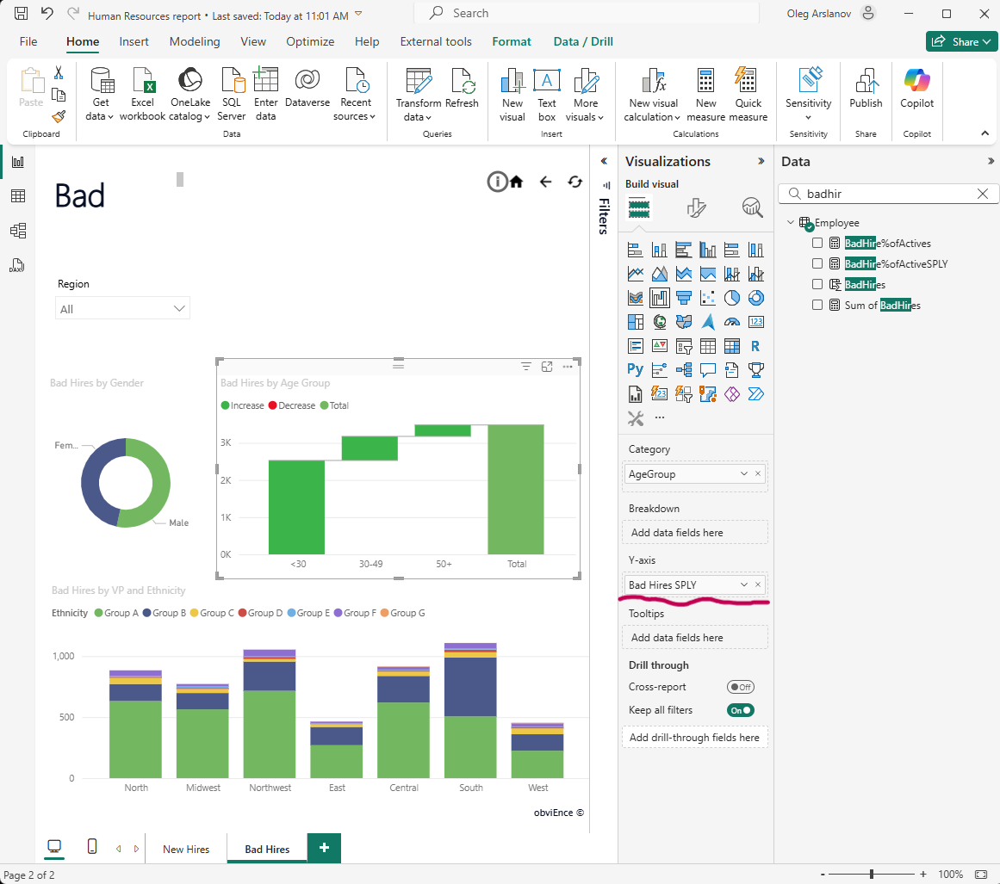 Human Resources report • Last saved: Today at 11:01 AM
Search
Oleg Arslanov
File Home Insert Modeling View Optimize Help External tools Format Data / Drill
Share
Paste
Get data
Excel workbook
OneLake catalog
SQL Server
Enter data
Dataverse
Recent sources
Transform data
Refresh
New visual
Text box
More visuals
New visual calculation
New measure
Quick measure
Sensitivity
Publish
Copilot
Clipboard Data Queries Insert Calculations Sensitivity Share Copilot
DAX
Bad
Region
All
Bad Hires by Gender
Fem...
Male
Bad Hires by Age Group
Increase Decrease Total
3K
2K
1K
0K
<30 30-49 50+ Total
Bad Hires by VP and Ethnicity
Ethnicity Group A Group B Group C Group D Group E Group F Group G
1,000
500
0
North Midwest Northwest East Central South West
obviEnce ©
Filters
Visualizations
Build visual
123
R
Py
123
Category
AgeGroup
Breakdown
Add data fields here
Y-axis
Bad Hires SPLY
Tooltips
Add data fields here
Drill through
Cross-report
Off
Keep all filters
On
Add drill-through fields here
Data
badhir
Employee
BadHire%ofActives
BadHire%ofActiveSPLY
BadHires
Sum of BadHires
New Hires
Bad Hires
+
Page 2 of 2
- + 100%